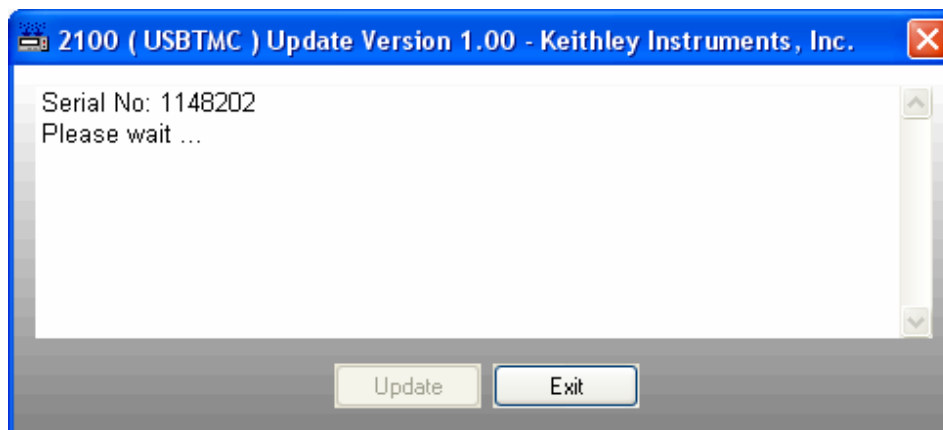 2100 ( USBTMC ) Update Version 1.00 - Keithley Instruments, Inc.
Serial No: 1148202
Please wait ...
Update
Exit